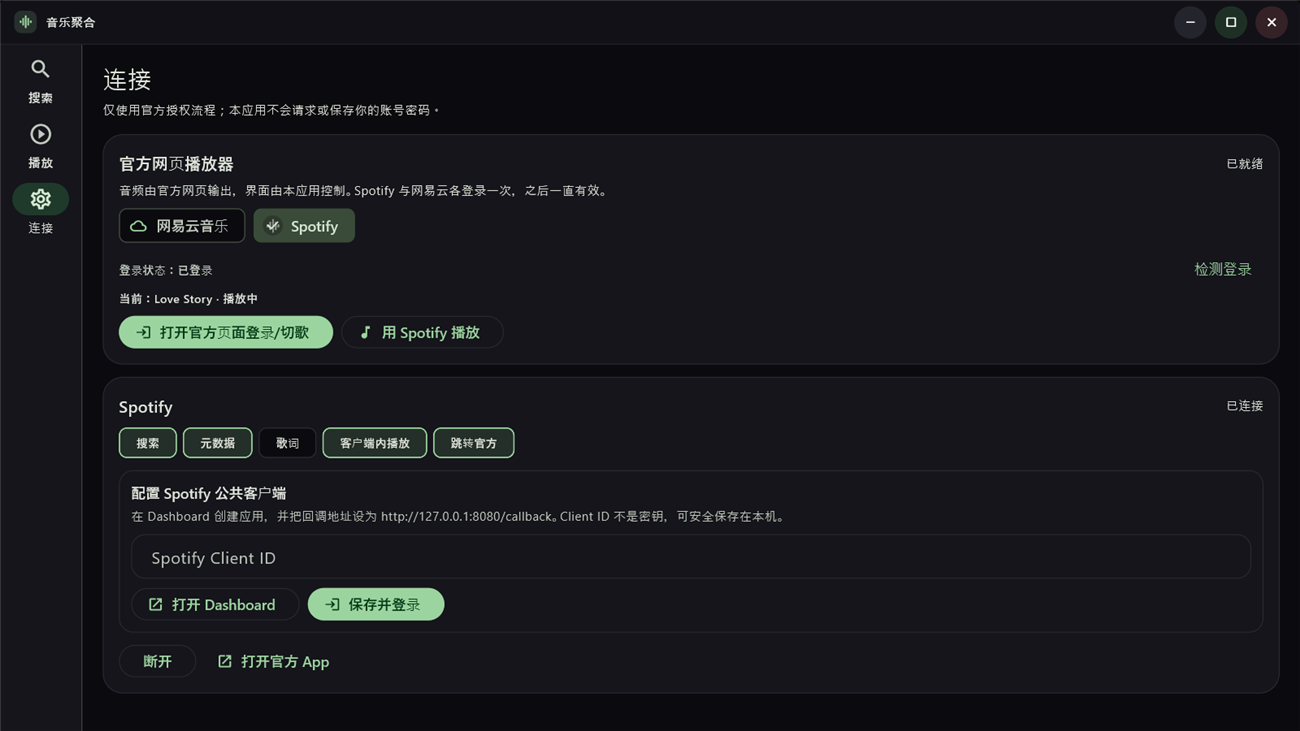 音乐聚合
搜索
播放
连接
连接
仅使用官方授权流程；本应用不会请求或保存你的账号密码。
官方网页播放器
已就绪
音频由官方网页输出，界面由本应用控制。Spotify 与网易云各登录一次，之后一直有效。
网易云音乐
Spotify
登录状态：已登录
检测登录
当前：Love Story · 播放中
打开官方页面登录/切歌
用 Spotify 播放
Spotify
已连接
搜索
元数据
歌词
客户端内播放
跳转官方
配置 Spotify 公共客户端
在 Dashboard 创建应用，并把回调地址设为 http://127.0.0.1:8080/callback。Client ID 不是密钥，可安全保存在本机。
Spotify Client ID
打开 Dashboard
保存并登录
断开
打开官方 App